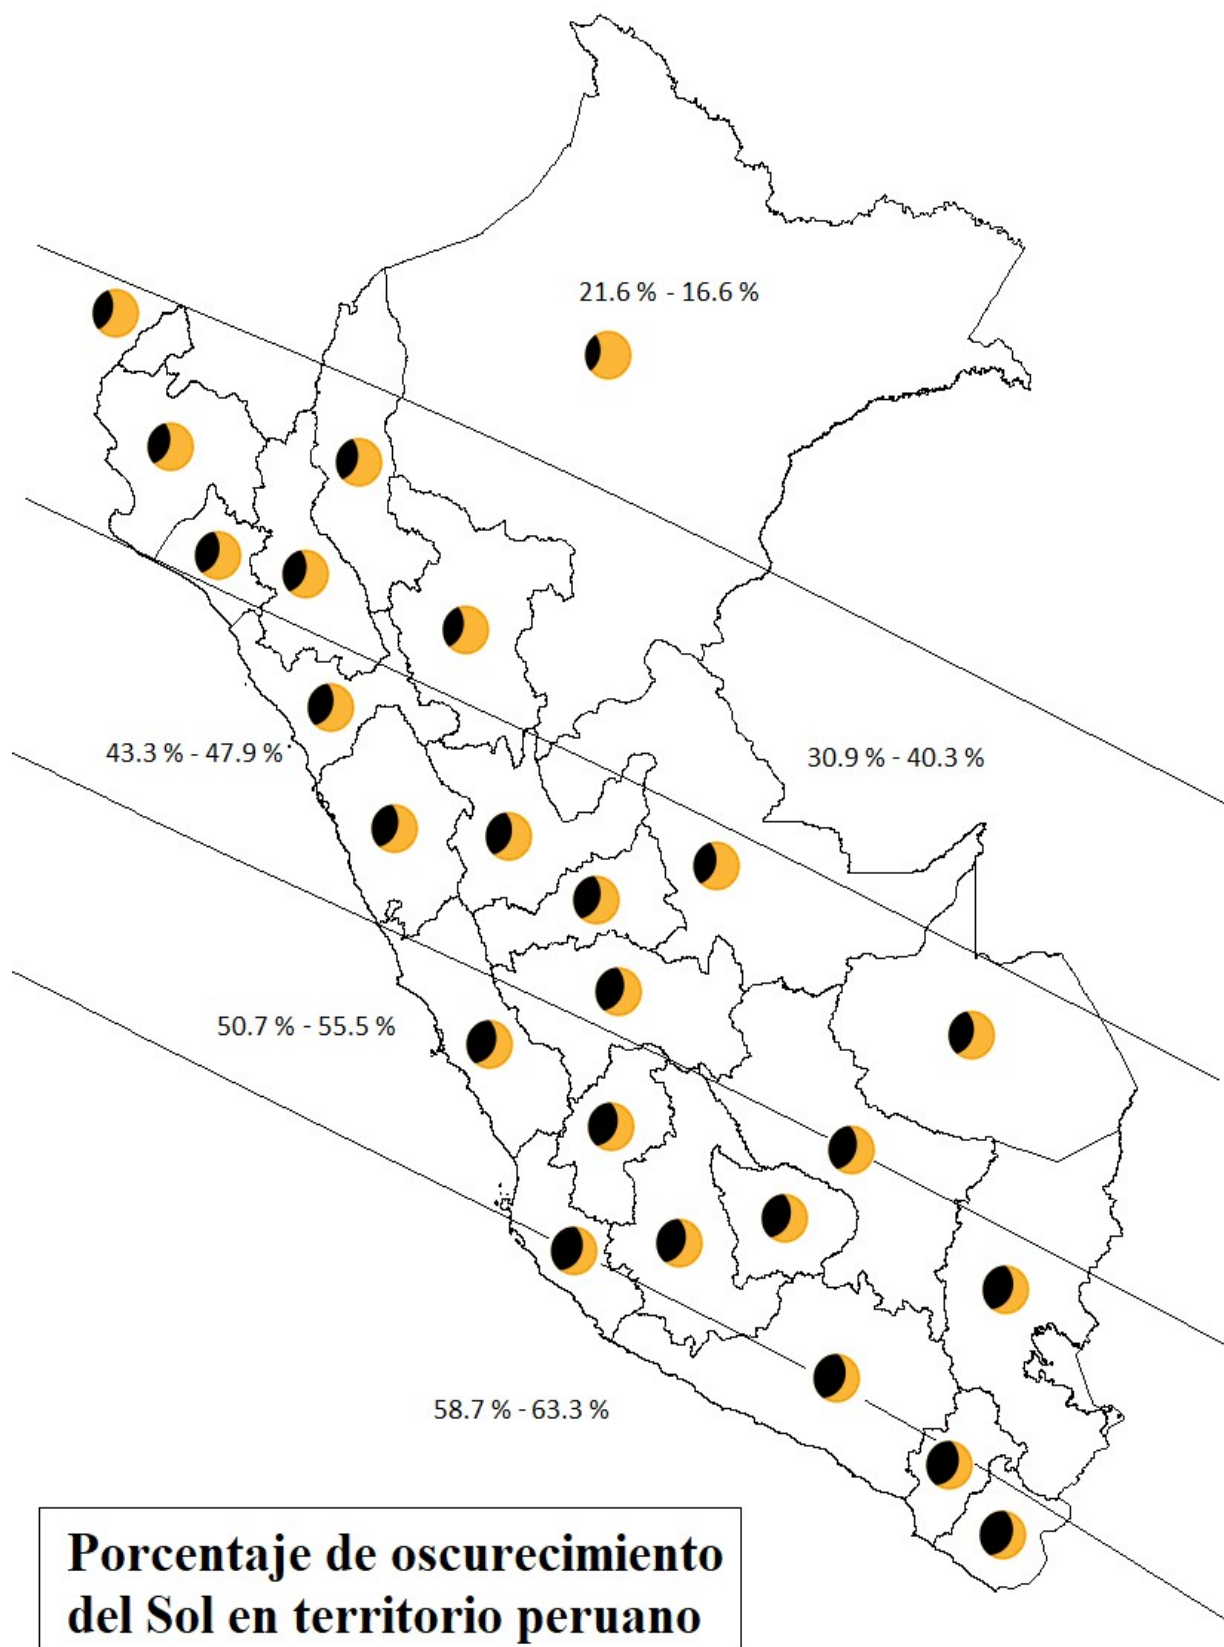 21.6 % - 16.6 %
43.3 % - 47.9 %
30.9 % - 40.3 %
50.7 % - 55.5 %
58.7 % - 63.3 %
Porcentaje de oscurecimiento
del Sol en territorio peruano